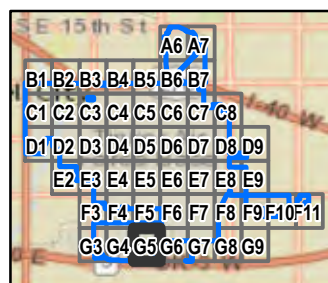 SE 15th St
A6 A7
B1 B2 B3 B4 B5 B6 B7
I-40 W
C1 C2 C3 C4 C5 C6 C7 C8
D1 D2 D3 D4 D5 D6 D7 D8 D9
E2 E3 E4 E5 E6 E7 E8 E9
F3 F4 F5 F6 F7 F8 F9 F10 F11
G3 G4 G5 G6 G7 G8 G9